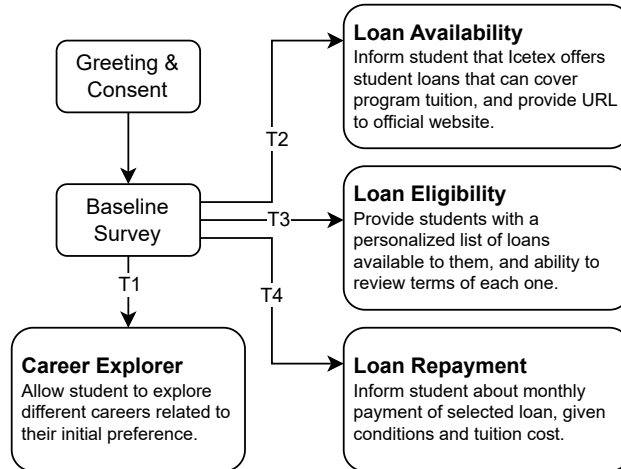 Greeting &
Consent
Baseline
Survey
T1
T2
T3
T4
Career Explorer
Allow student to explore
different careers related to
their initial preference.
Loan Availability
Inform student that Icetex offers
student loans that can cover
program tuition, and provide URL
to official website.
Loan Eligibility
Provide students with a
personalized list of loans
available to them, and ability to
review terms of each one.
Loan Repayment
Inform student about monthly
payment of selected loan, given
conditions and tuition cost.